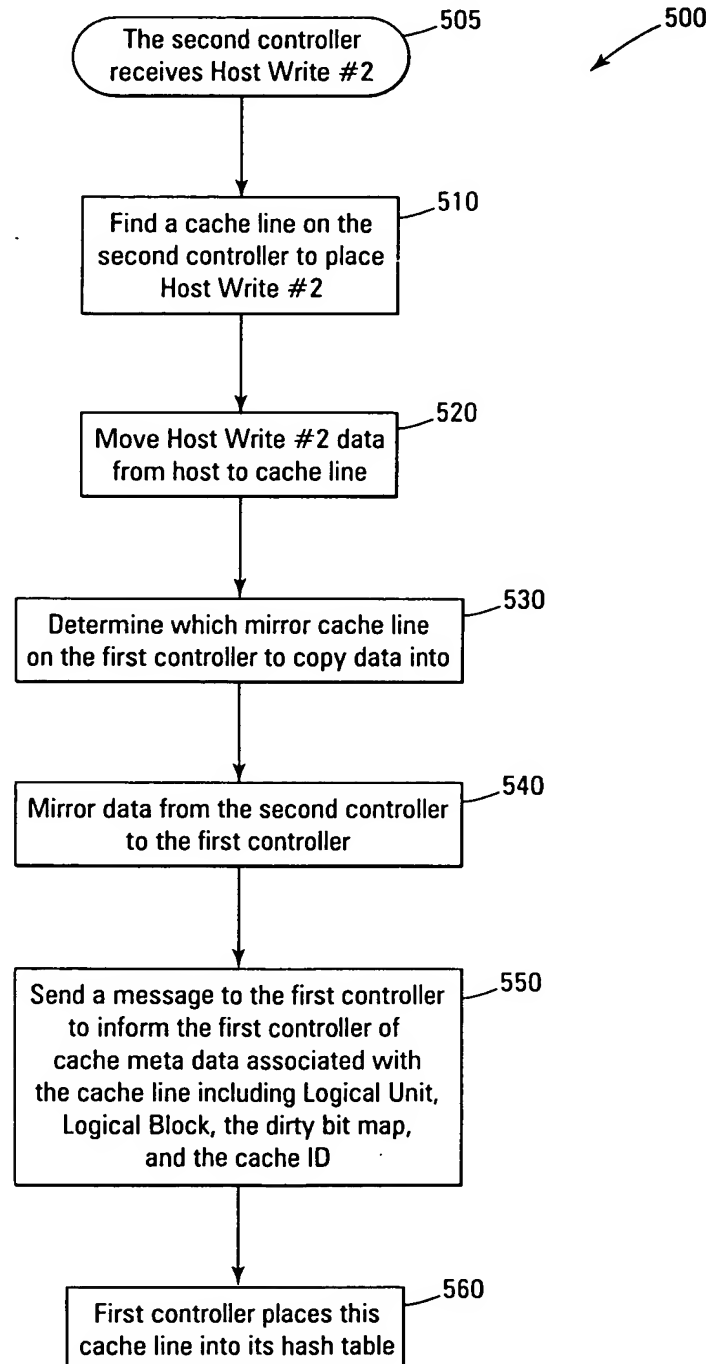 500
505
The second controller
receives Host Write #2
510
Find a cache line on the
second controller to place
Host Write #2
520
Move Host Write #2 data
from host to cache line
530
Determine which mirror cache line
on the first controller to copy data into
540
Mirror data from the second controller
to the first controller
550
Send a message to the first controller
to inform the first controller of
cache meta data associated with
the cache line including Logical Unit,
Logical Block, the dirty bit map,
and the cache ID
560
First controller places this
cache line into its hash table